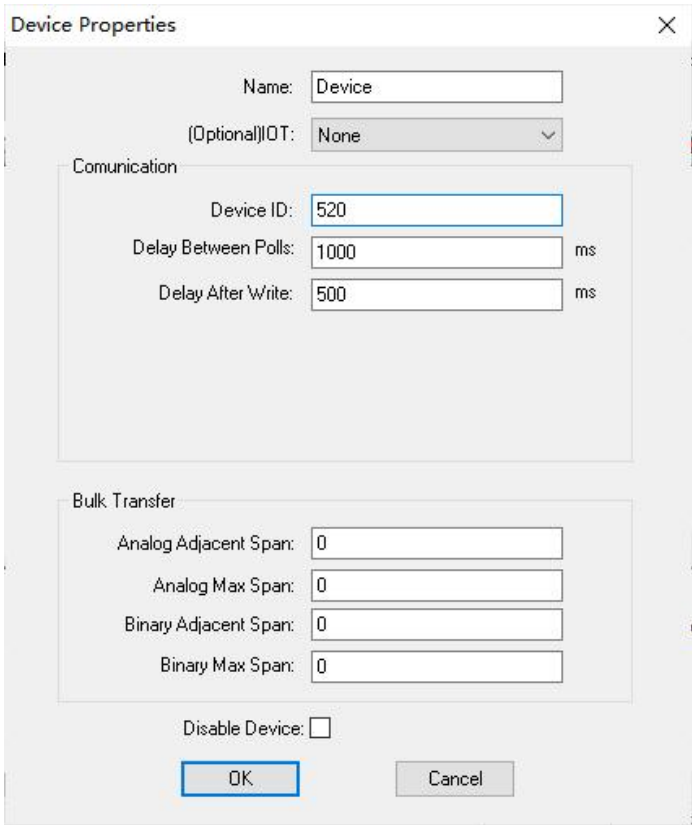 Device Properties
Name: Device
(Optional)IOT: None
Comunication
Device ID: 520
Delay Between Polls: 1000 ms
Delay After Write: 500 ms
Bulk Transfer
Analog Adjacent Span: 0
Analog Max Span: 0
Binary Adjacent Span: 0
Binary Max Span: 0
Disable Device:
OK Cancel